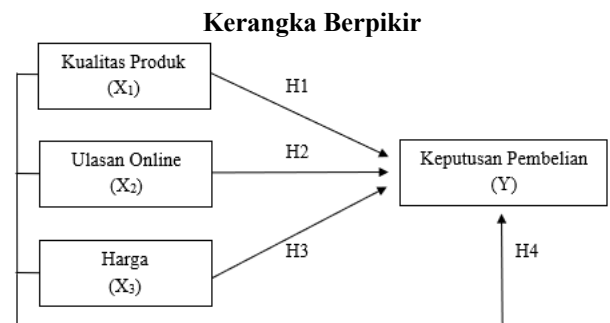 Kerangka Berpikir
Kualitas Produk
(X₁)
H1
Ulasan Online
(X₂)
H2
Keputusan Pembelian
(Y)
Harga
(X₃)
H3
H4